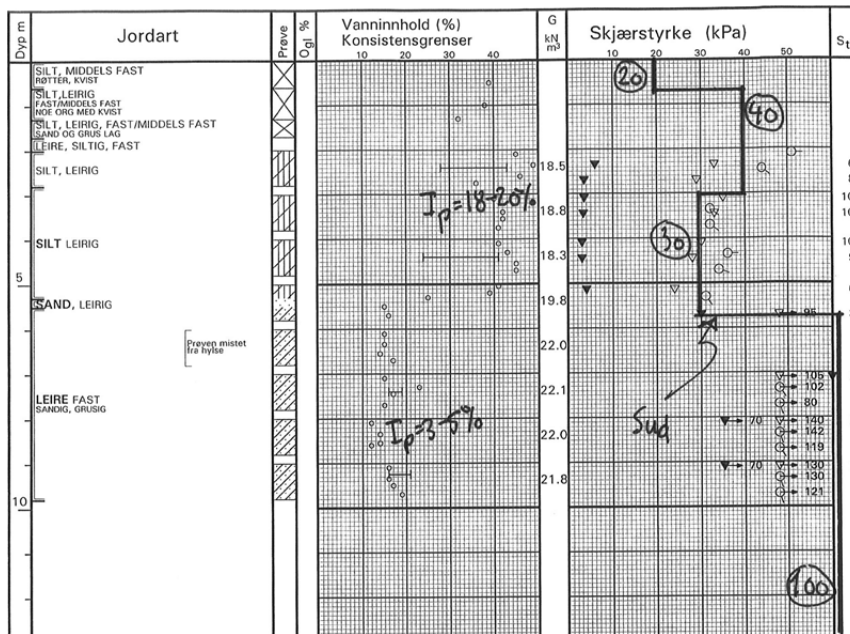 Dyp m
Jordart
Prøve
Ogl %
Vanninnhold (%)
Konsistensgrenser
10 20 30 40
G
kN
m³
Skjærstyrke (kPa)
10 20 30 40 50
St
SILT, MIDDELS FAST
RØTTER, KVIST
SILT,LEIRIG
FAST/MIDDELS FAST
NOE ORG MED KVIST
SILT, LEIRIG, FAST/MIDDELS FAST
SAND OG GRUS LAG
LEIRE, SILTIG, FAST
SILT, LEIRIG
SILT LEIRIG
5
SAND, LEIRIG
Prøven mistet
fra hylse
LEIRE FAST
SANDIG, GRUSIG
10
Ip=18-20%
Ip=3-5%
18.5
18.8
18.3
19.8
22.0
22.1
22.0
21.8
20
40
30
Sud
95
105
102
80
70
140
142
119
70
130
130
121
100